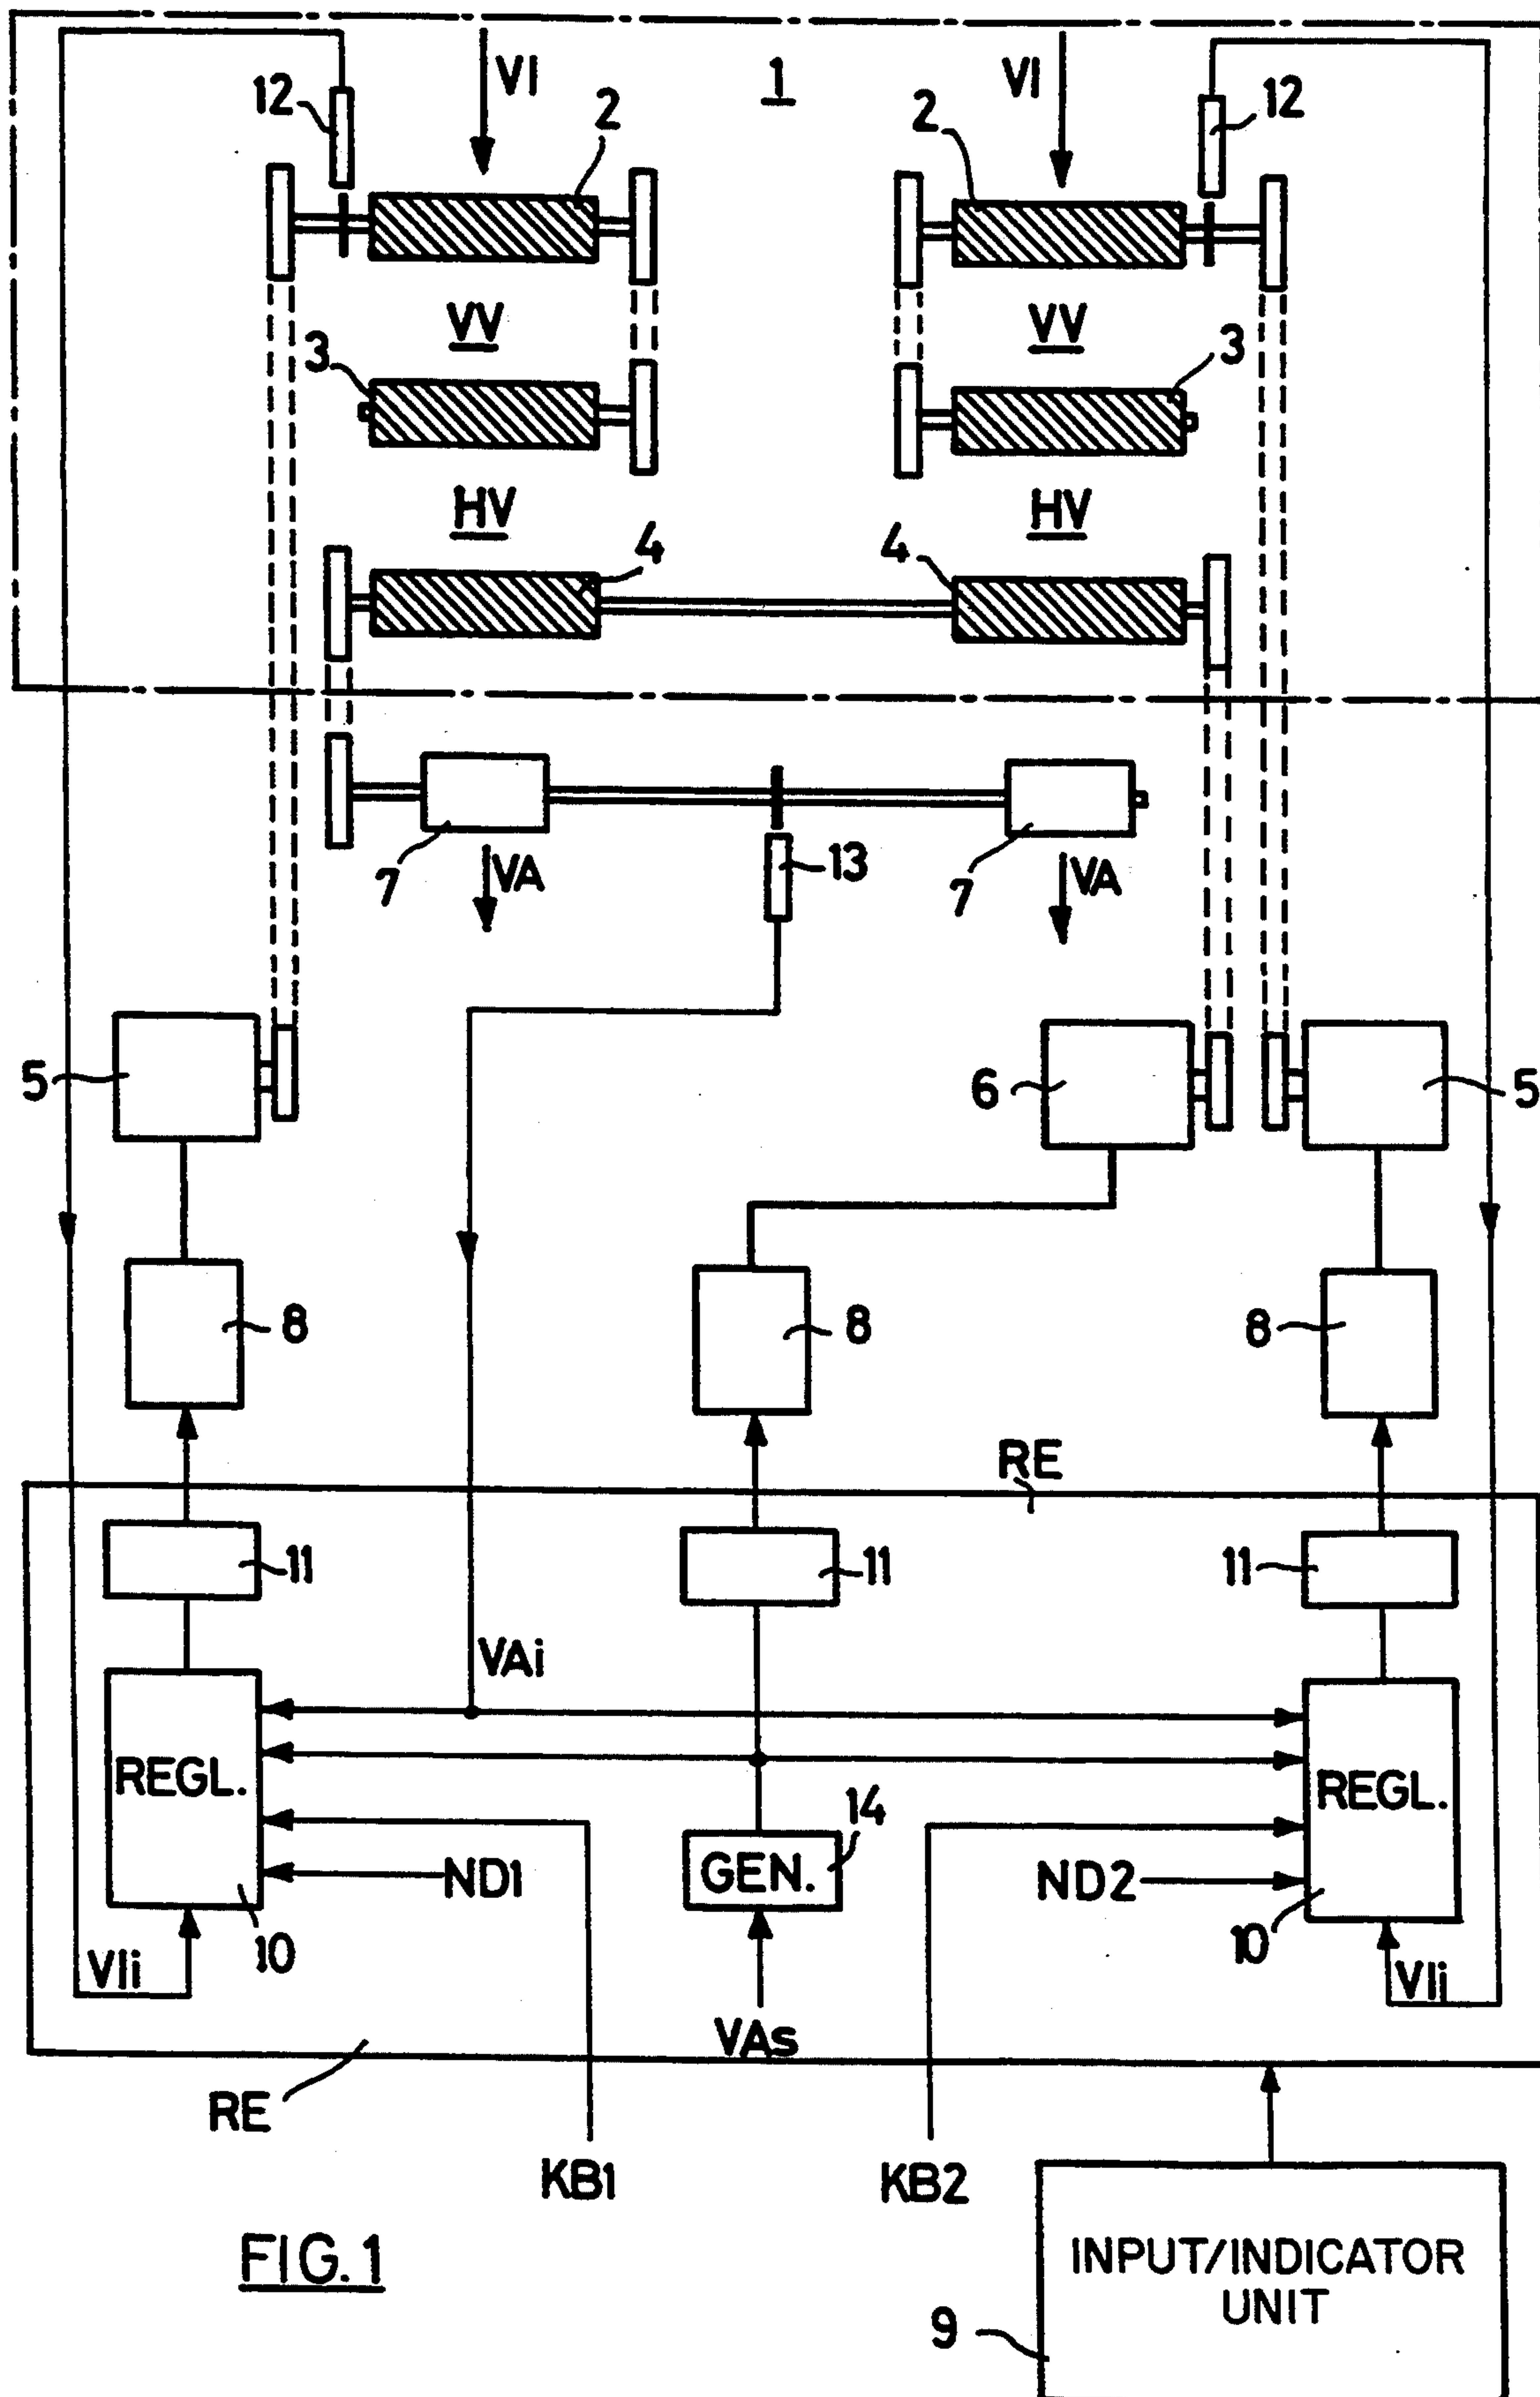 VI 1 VI
12 2 2 12
VV VV
3 3
HV HV
4 4
7 VA 13 7 VA
5 6 5
8 8 8
RE
11 11 11
VAi
REGL. REGL.
14
GEN.
ND1 ND2
10 10
VIi VIi
VAs
RE
KB1 KB2
FIG. 1
INPUT/INDICATOR
UNIT
9